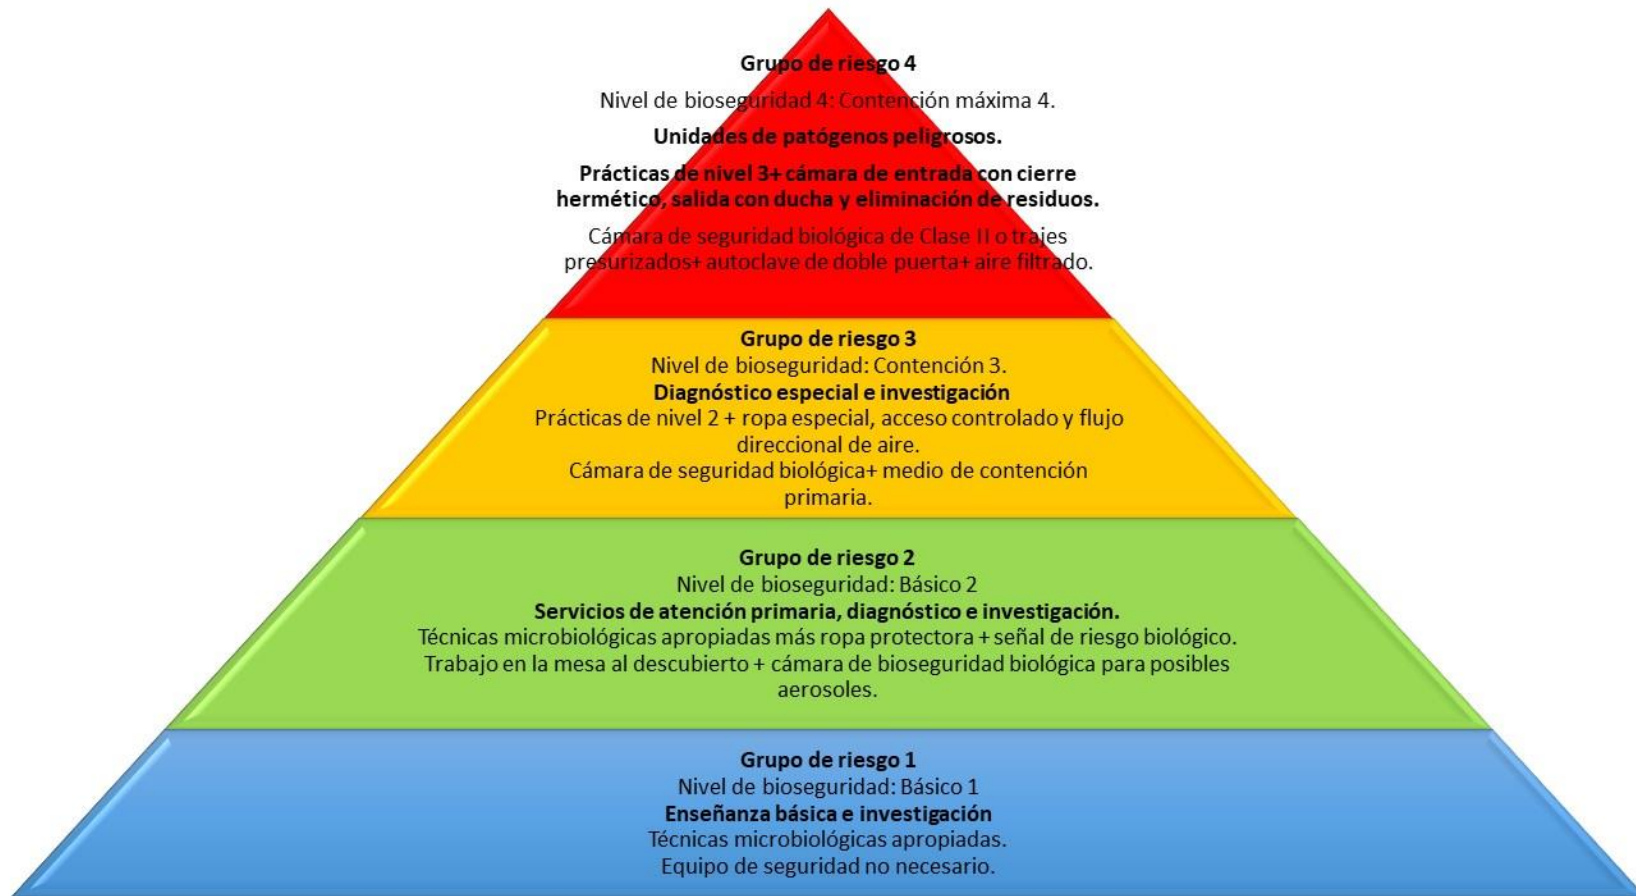 Grupo de riesgo 4
Nivel de bioseguridad 4: Contención máxima 4.
Unidades de patógenos peligrosos.
Prácticas de nivel 3+ cámara de entrada con cierre
hermético, salida con ducha y eliminación de residuos.
Cámara de seguridad biológica de Clase II o trajes
presurizados+ autoclave de doble puerta+ aire filtrado.
Grupo de riesgo 3
Nivel de bioseguridad: Contención 3.
Diagnóstico especial e investigación
Prácticas de nivel 2 + ropa especial, acceso controlado y flujo
direccional de aire.
Cámara de seguridad biológica+ medio de contención
primaria.
Grupo de riesgo 2
Nivel de bioseguridad: Básico 2
Servicios de atención primaria, diagnóstico e investigación.
Técnicas microbiológicas apropiadas más ropa protectora + señal de riesgo biológico.
Trabajo en la mesa al descubierto + cámara de bioseguridad biológica para posibles
aerosoles.
Grupo de riesgo 1
Nivel de bioseguridad: Básico 1
Enseñanza básica e investigación
Técnicas microbiológicas apropiadas.
Equipo de seguridad no necesario.